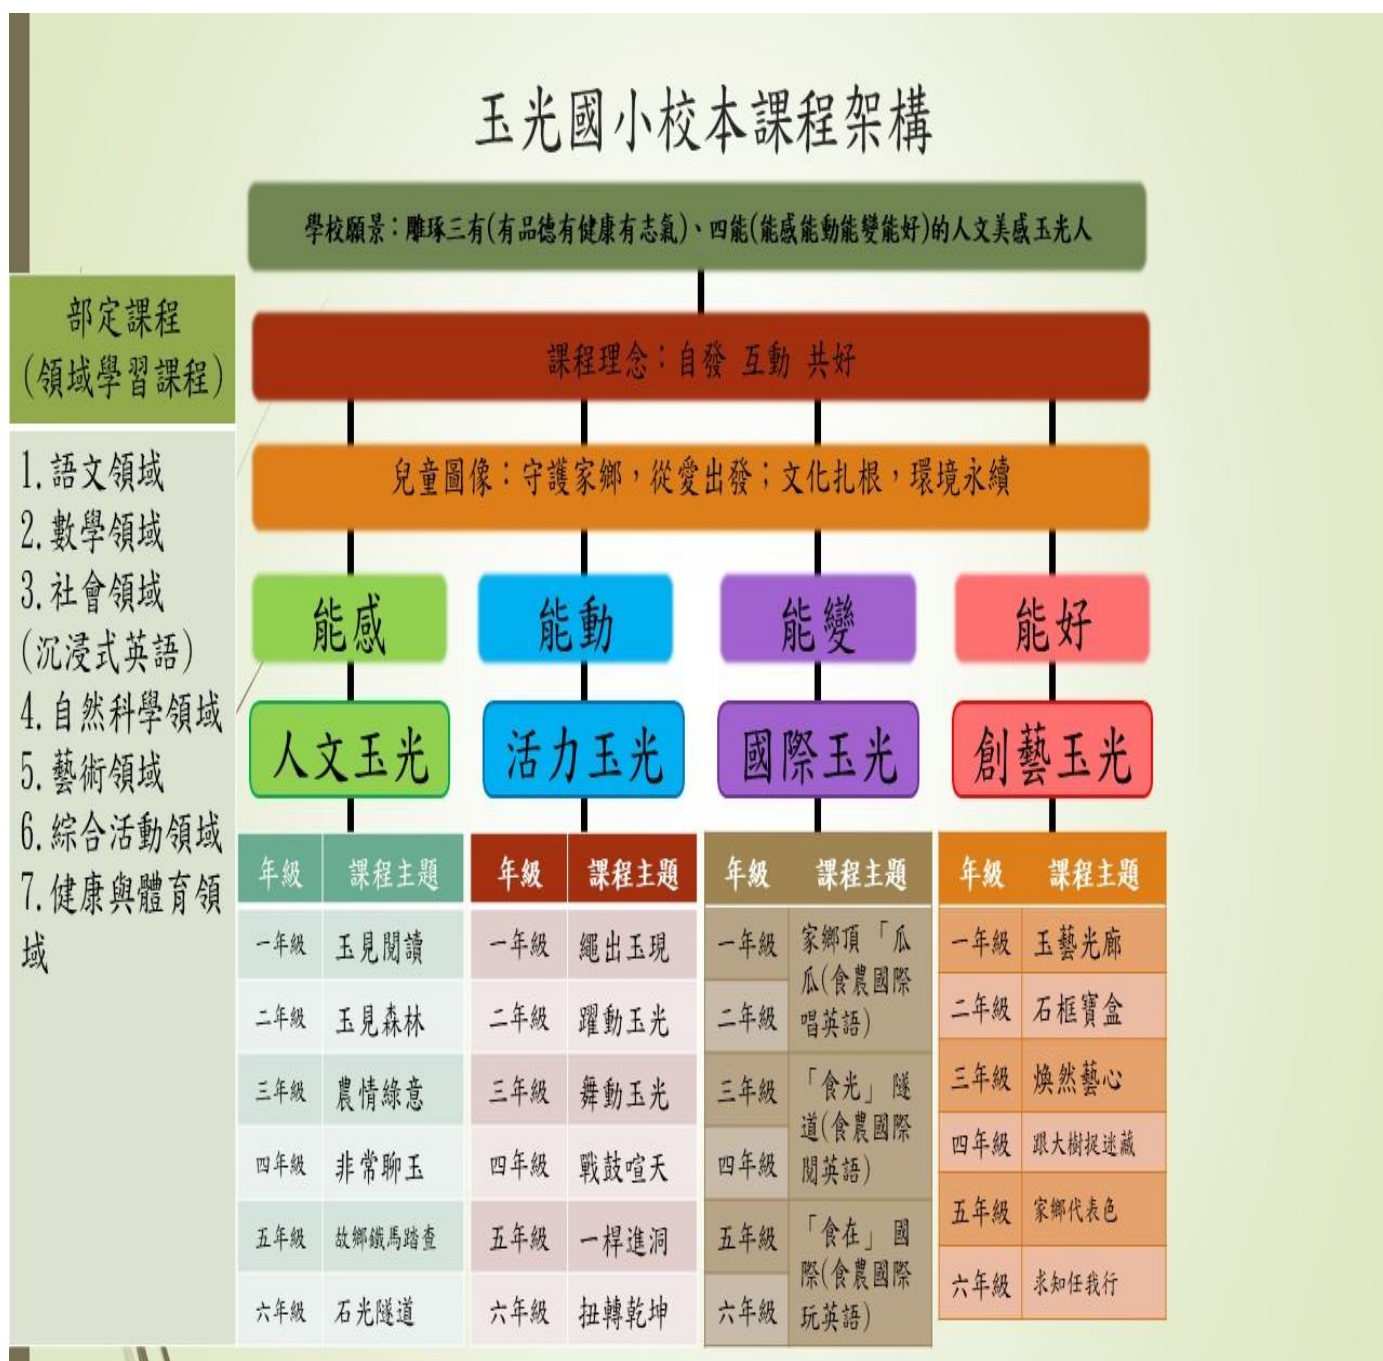 玉光國小校本課程架構
學校願景：雕琢三有(有品德有健康有志氣)、四能(能感能動能變能好)的人文美感玉光人
部定課程
(領域學習課程)
1.語文領域
2.數學領域
3.社會領域
(沉浸式英語)
4.自然科學領域
5.藝術領域
6.綜合活動領域
7.健康與體育領
域
課程理念：自發 互動 共好
兒童圖像：守護家鄉，從愛出發；文化扎根，環境永續
能感
能動
能變
能好
人文玉光
活力玉光
國際玉光
創藝玉光
年級 課程主題
一年級 玉見閱讀
二年級 玉見森林
三年級 農情綠意
四年級 非常聊玉
五年級 故鄉鐵馬踏查
六年級 石光隧道
年級 課程主題
一年級 繩出玉現
二年級 躍動玉光
三年級 舞動玉光
四年級 戰鼓喧天
五年級 一桿進洞
六年級 扭轉乾坤
年級 課程主題
一年級
二年級
家鄉頂「瓜
瓜(食農國際
唱英語)
三年級
四年級
「食光」隧
道(食農國際
閱英語)
五年級
六年級
「食在」國
際(食農國際
玩英語)
年級 課程主題
一年級 玉藝光廊
二年級 石框寶盒
三年級 煥然藝心
四年級 跟大樹捉迷藏
五年級 家鄉代表色
六年級 求知任我行